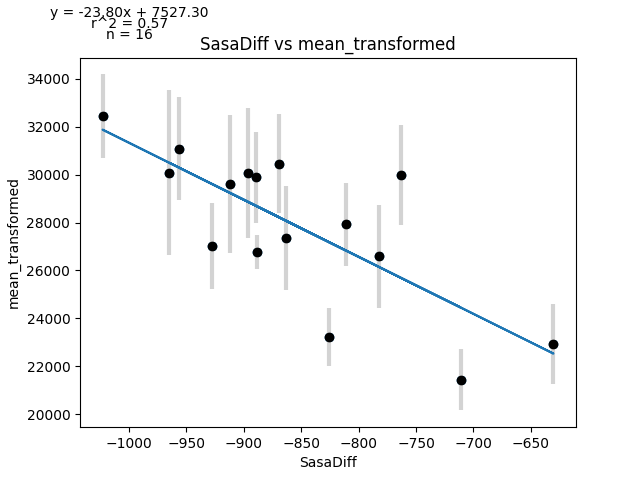 y = -23.80x + 7527.30
r^2 = 0.57
n = 16
SasaDiff vs mean_transformed
34000
32000
30000
28000
26000
24000
22000
20000
mean_transformed
−1000
−950
−900
−850
−800
−750
−700
−650
SasaDiff